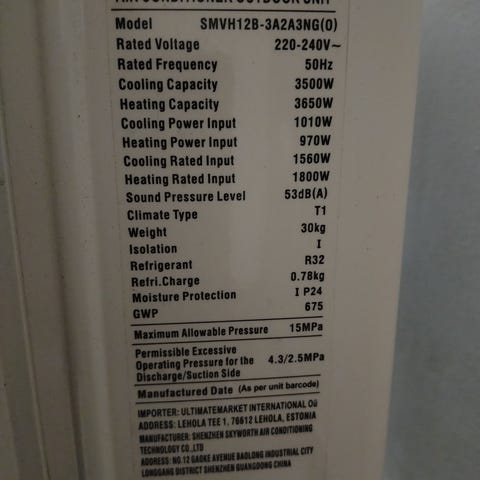 AIR CONDITIONER OUTDOOR UNIT
Model SMVH12B-3A2A3NG(O)
Rated Voltage 220-240V~
Rated Frequency 50Hz
Cooling Capacity 3500W
Heating Capacity 3650W
Cooling Power Input 1010W
Heating Power Input 970W
Cooling Rated Input 1560W
Heating Rated Input 1800W
Sound Pressure Level 53dB(A)
Climate Type T1
Weight 30kg
Isolation I
Refrigerant R32
Refri.Charge 0.78kg
Moisture Protection I P24
GWP 675
Maximum Allowable Pressure 15MPa
Permissible Excessive
Operating Pressure for the 4.3/2.5MPa
Discharge/Suction Side
Manufactured Date (As per unit barcode)
IMPORTER: ULTIMATEMARKET INTERNATIONAL Oü
ADDRESS: LEHOLA TEE 1, 76612 LEHOLA, ESTONIA
MANUFACTURER: SHENZHEN SKYWORTH AIR CONDITIONING
TECHNOLOGY CO.,LTD
ADDRESS: NO.12 GAOKE AVENUE BAOLONG INDUSTRIAL CITY
LONGGANG DISTRICT SHENZHEN GUANGDONG CHINA